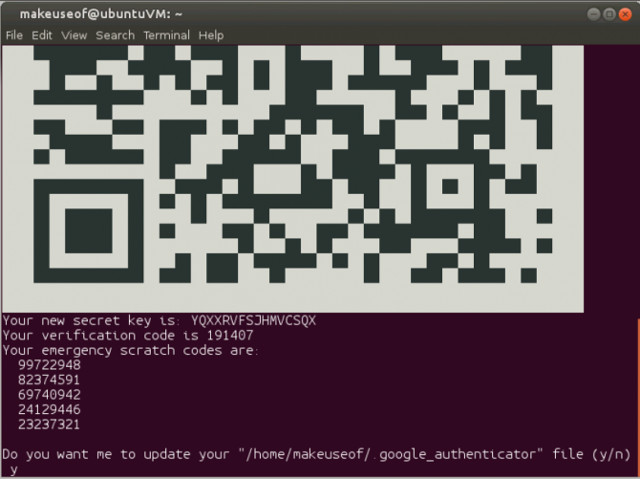 makeuseof@ubuntuVM: ~
File Edit View Search Terminal Help
Your new secret key is: YQXXRVFSJHMVCSQX
Your verification code is 191407
Your emergency scratch codes are:
99722948
82374591
69740942
24129446
23237321
Do you want me to update your "/home/makeuseof/.google_authenticator" file (y/n)
y